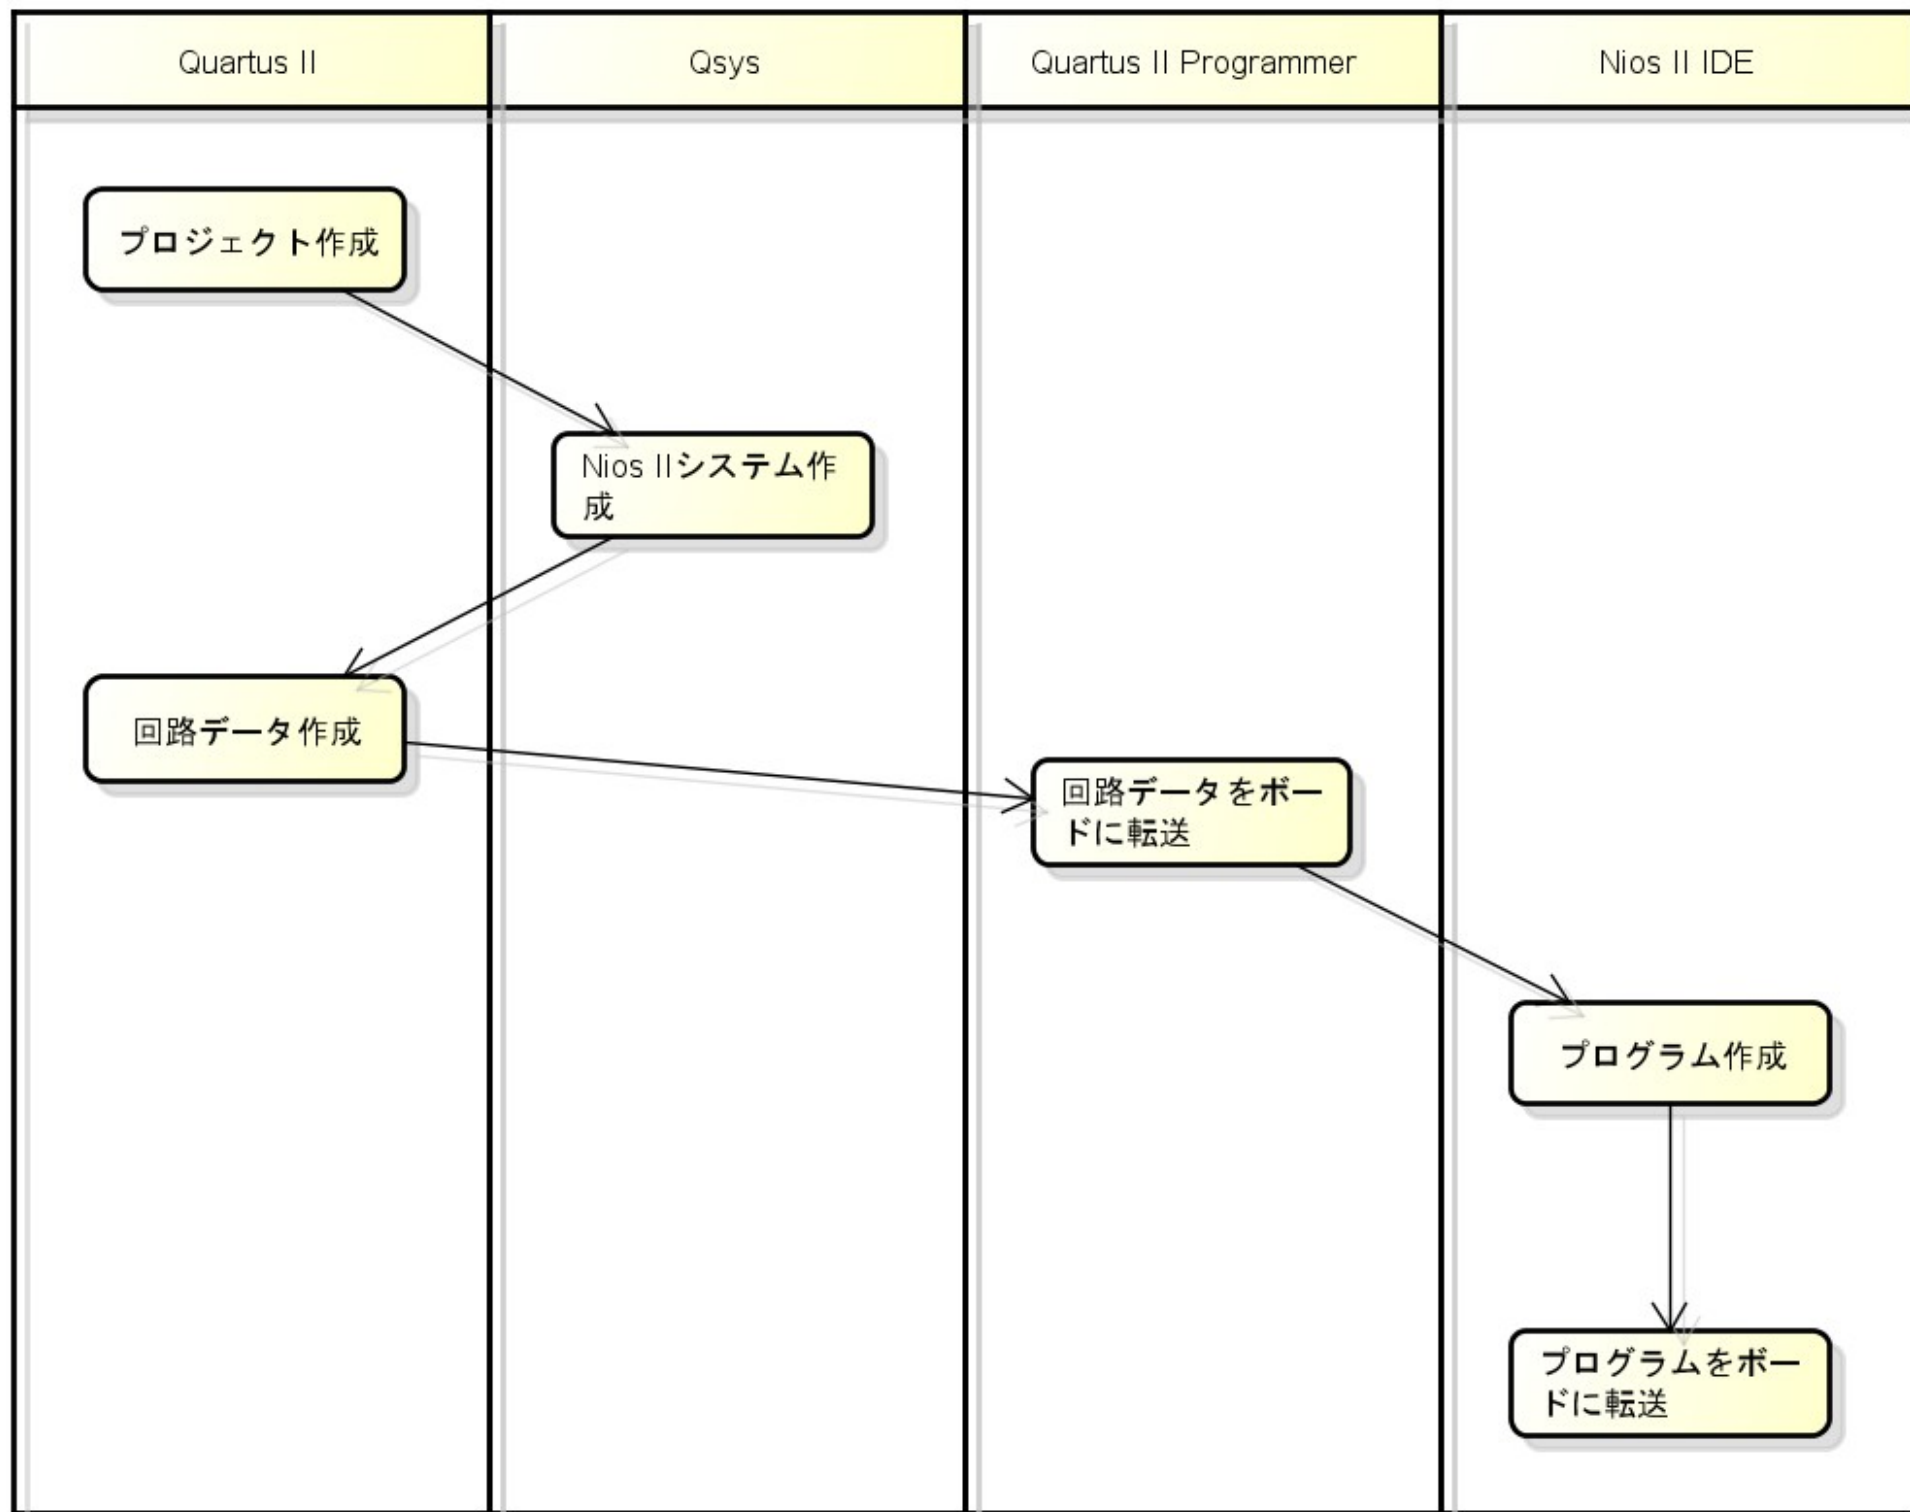 Quartus II
Qsys
Quartus II Programmer
Nios II IDE
プロジェクト作成
Nios IIシステム作
成
回路データ作成
回路データをボー
ドに転送
プログラム作成
プログラムをボー
ドに転送